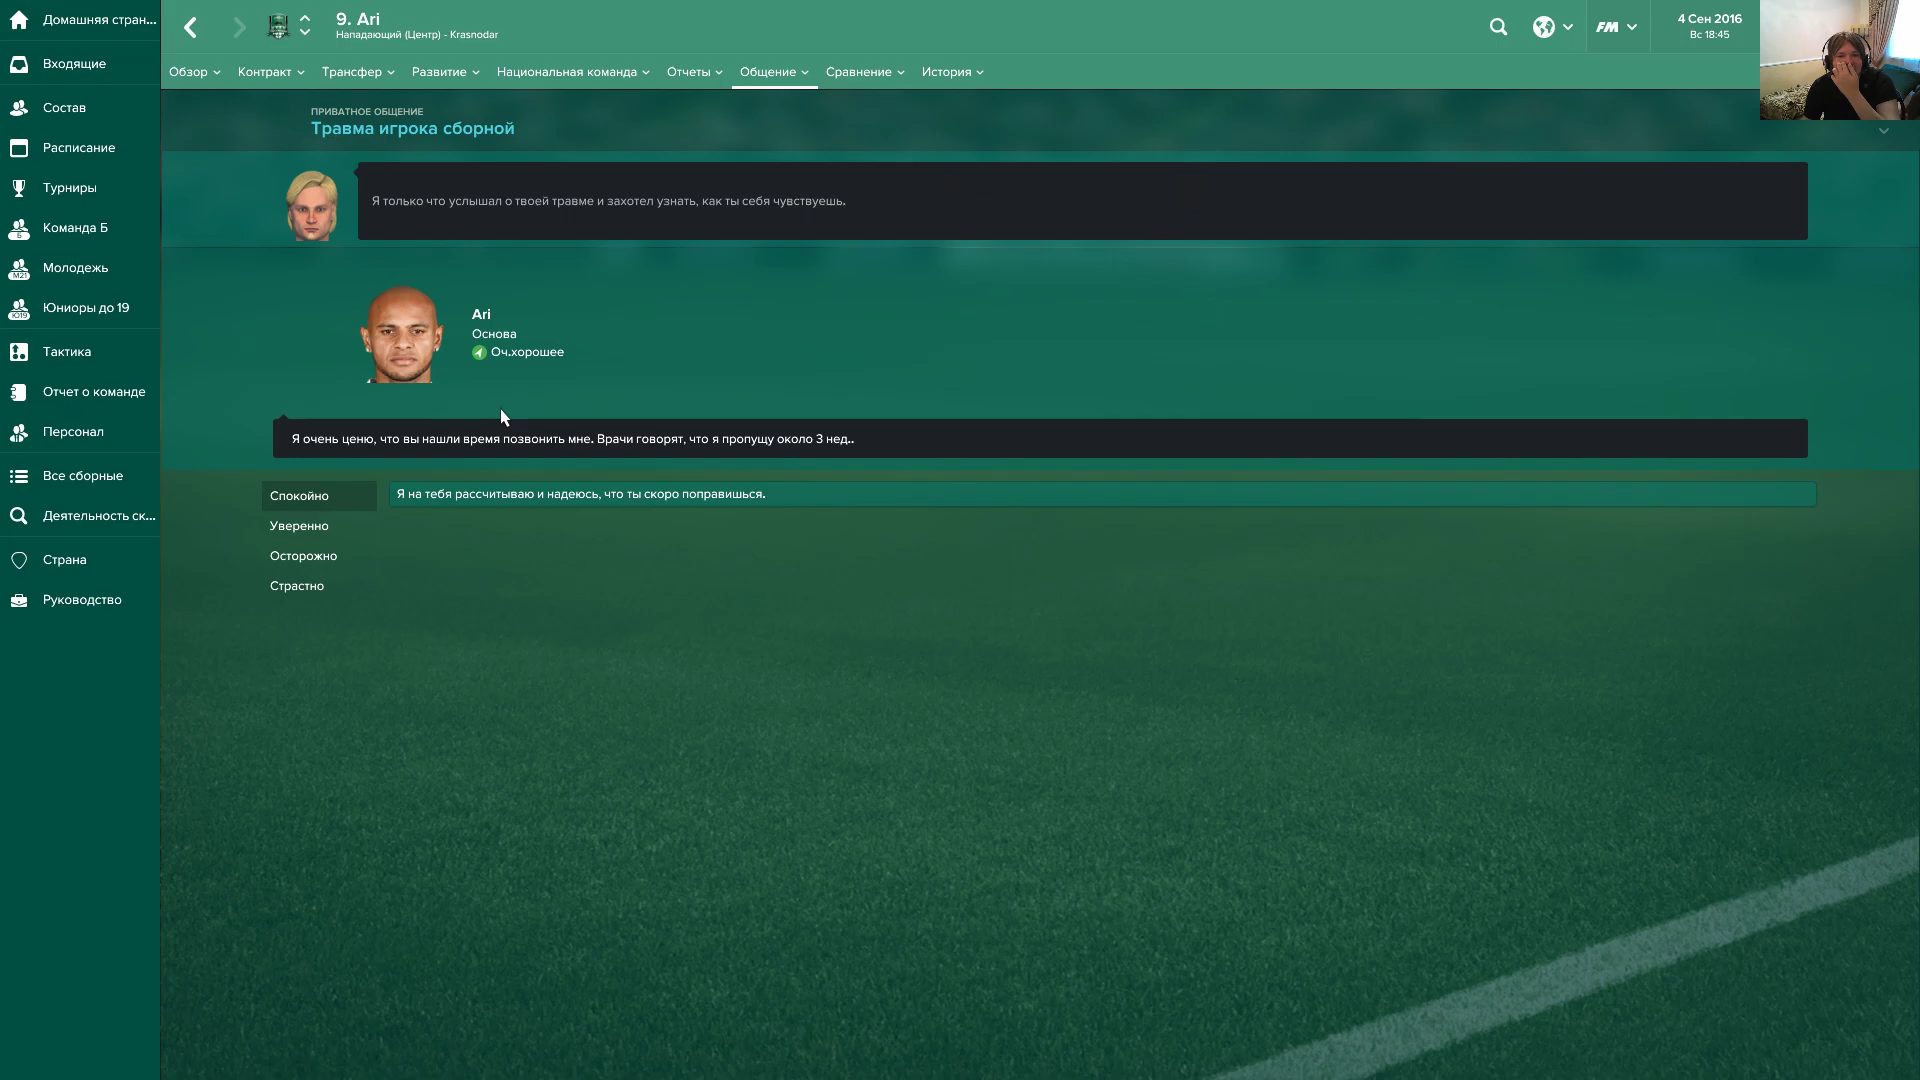 Домашняя стран...
Входящие
Состав
Расписание
Турниры
Команда Б
Молодежь
Юниоры до 19
Тактика
Отчет о команде
Персонал
Все сборные
Деятельность ск...
Страна
Руководство
9. Ari
Нападающий (Центр) - Krasnodar
FM
4 Сен 2016
Вс 18:45
Обзор
Контракт
Трансфер
Развитие
Национальная команда
Отчеты
Общение
Сравнение
История
ПРИВАТНОЕ ОБЩЕНИЕ
Травма игрока сборной
Я только что услышал о твоей травме и захотел узнать, как ты себя чувствуешь.
Ari
Основа
Оч.хорошее
Я очень ценю, что вы нашли время позвонить мне. Врачи говорят, что я пропущу около 3 нед..
Спокойно
Я на тебя рассчитываю и надеюсь, что ты скоро поправишься.
Уверенно
Осторожно
Страстно